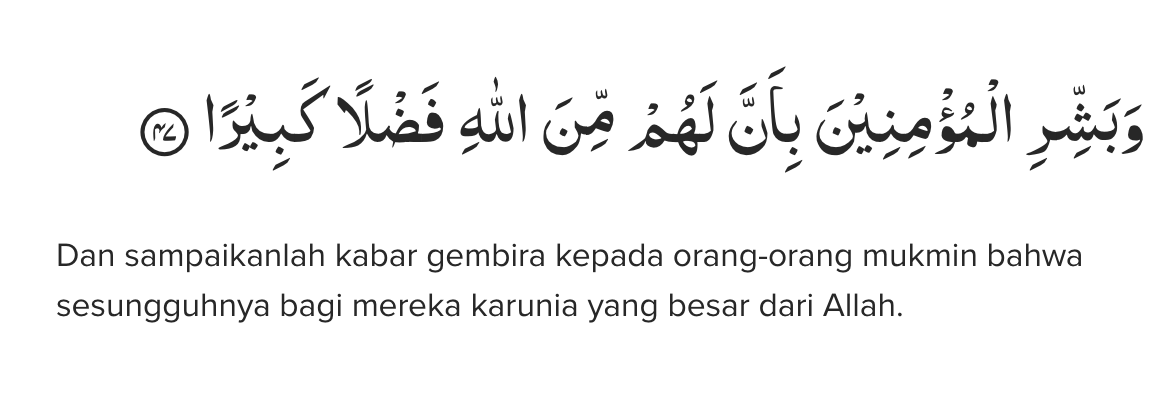 وَبَشِّرِ الْمُؤْمِنِيْنَ بِاَنَّ لَهُمْ مِّنَ اللّٰهِ فَضْلًا كَبِيْرًا ۝٤٧
Dan sampaikanlah kabar gembira kepada orang-orang mukmin bahwa
sesungguhnya bagi mereka karunia yang besar dari Allah.